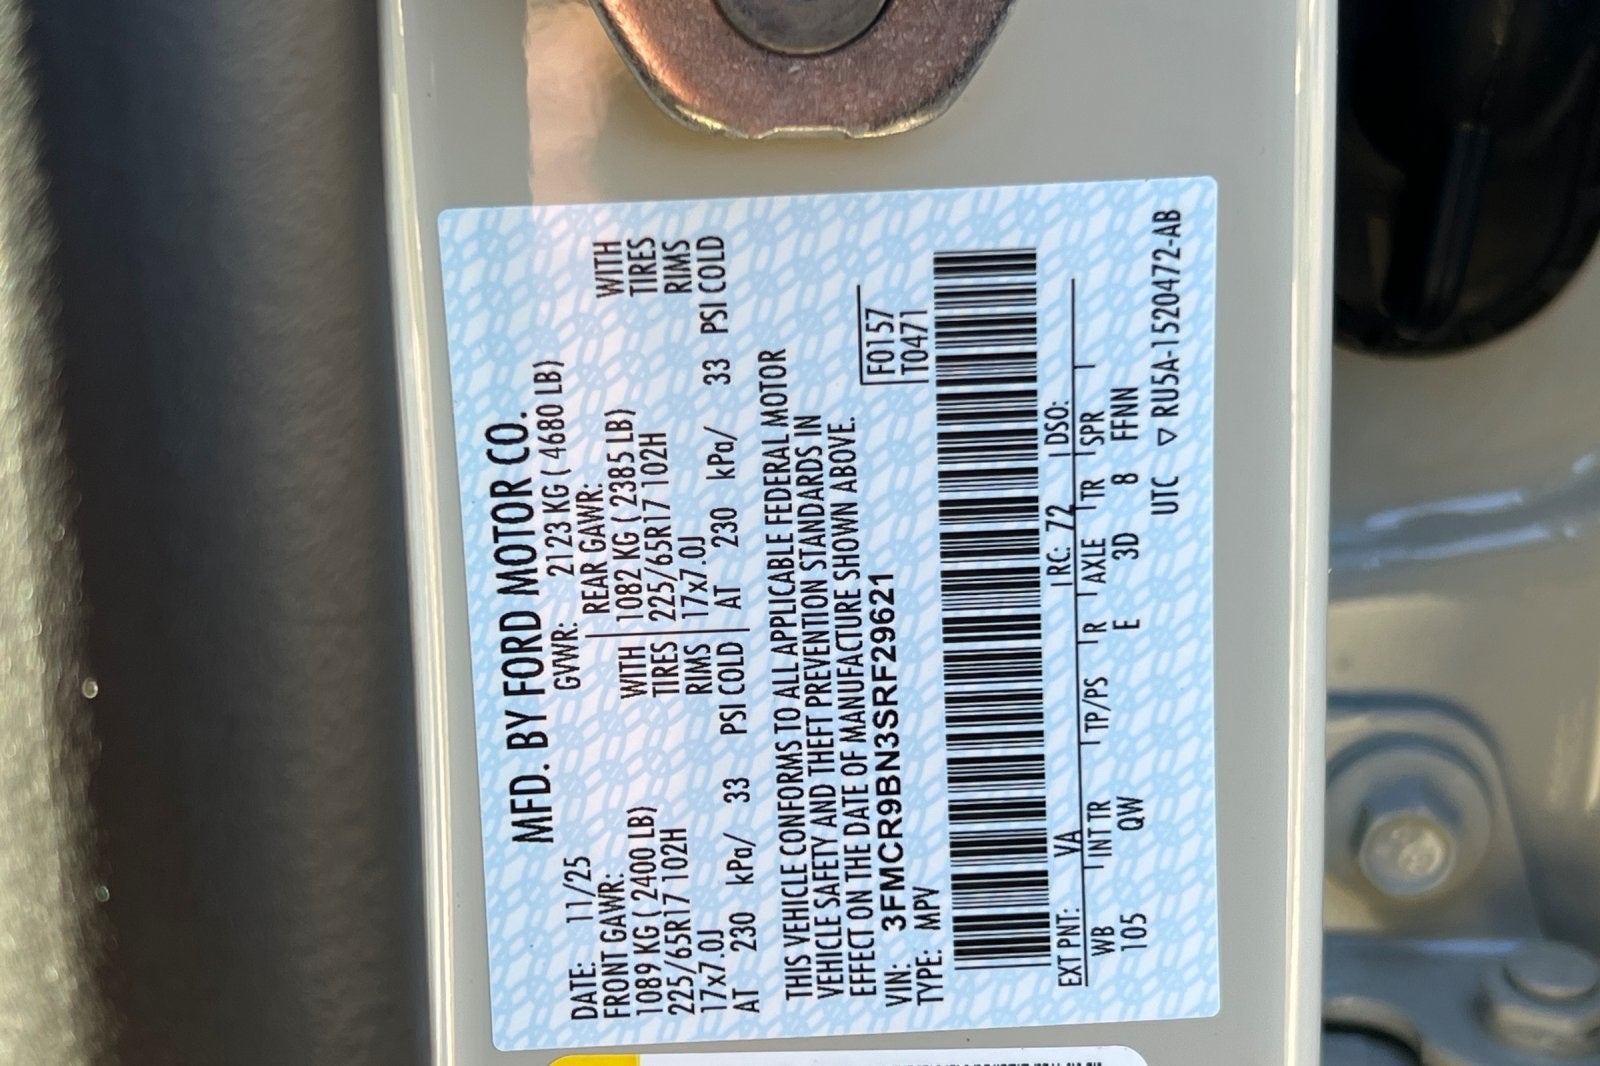 MFD. BY FORD MOTOR CO.
DATE: 11/25 GVWR: 2123 KG ( 4680 LB)
FRONT GAWR: REAR GAWR:
1089 KG ( 2400 LB) WITH 1082 KG ( 2385 LB) WITH
225/65R17 102H TIRES 225/65R17 102H TIRES
17x7.0J RIMS 17x7.0J RIMS
AT 230 kPa/ 33 PSI COLD AT 230 kPa/ 33 PSI COLD
THIS VEHICLE CONFORMS TO ALL APPLICABLE FEDERAL MOTOR
VEHICLE SAFETY AND THEFT PREVENTION STANDARDS IN
EFFECT ON THE DATE OF MANUFACTURE SHOWN ABOVE.
VIN: 3FMCR9BN3SRF29621 F0157
TYPE: MPV T0471
EXT PNT: VA RC: 72 DSO:
WB INT TR TP/PS R AXLE TR SPR
105 QW E 3D 8 FFNN
UTC ▽ RU5A-1520472-AB